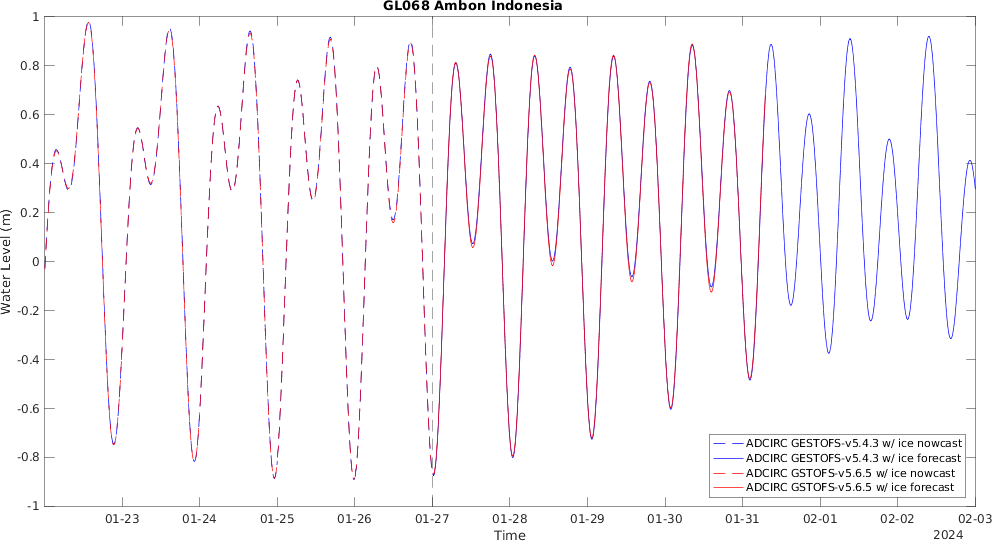 GL068 Ambon Indonesia
1
0.8
0.6
0.4
0.2
0
-0.2
-0.4
-0.6
-0.8
-1
Water Level (m)
ADCIRC GESTOFS-v5.4.3 w/ ice nowcast
ADCIRC GESTOFS-v5.4.3 w/ ice forecast
ADCIRC GSTOFS-v5.6.5 w/ ice nowcast
ADCIRC GSTOFS-v5.6.5 w/ ice forecast
01-23 01-24 01-25 01-26 01-27 01-28 01-29 01-30 01-31 02-01 02-02 02-03
Time
2024